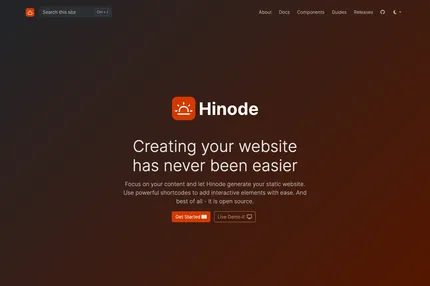 Search this site
Ctrl + /
About
Docs
Components
Guides
Releases
Hinode
Creating your website
has never been easier
Focus on your content and let Hinode generate your static website.
Use powerful shortcodes to add interactive elements with ease. And
best of all - it is open source.
Get Started
Live Demo